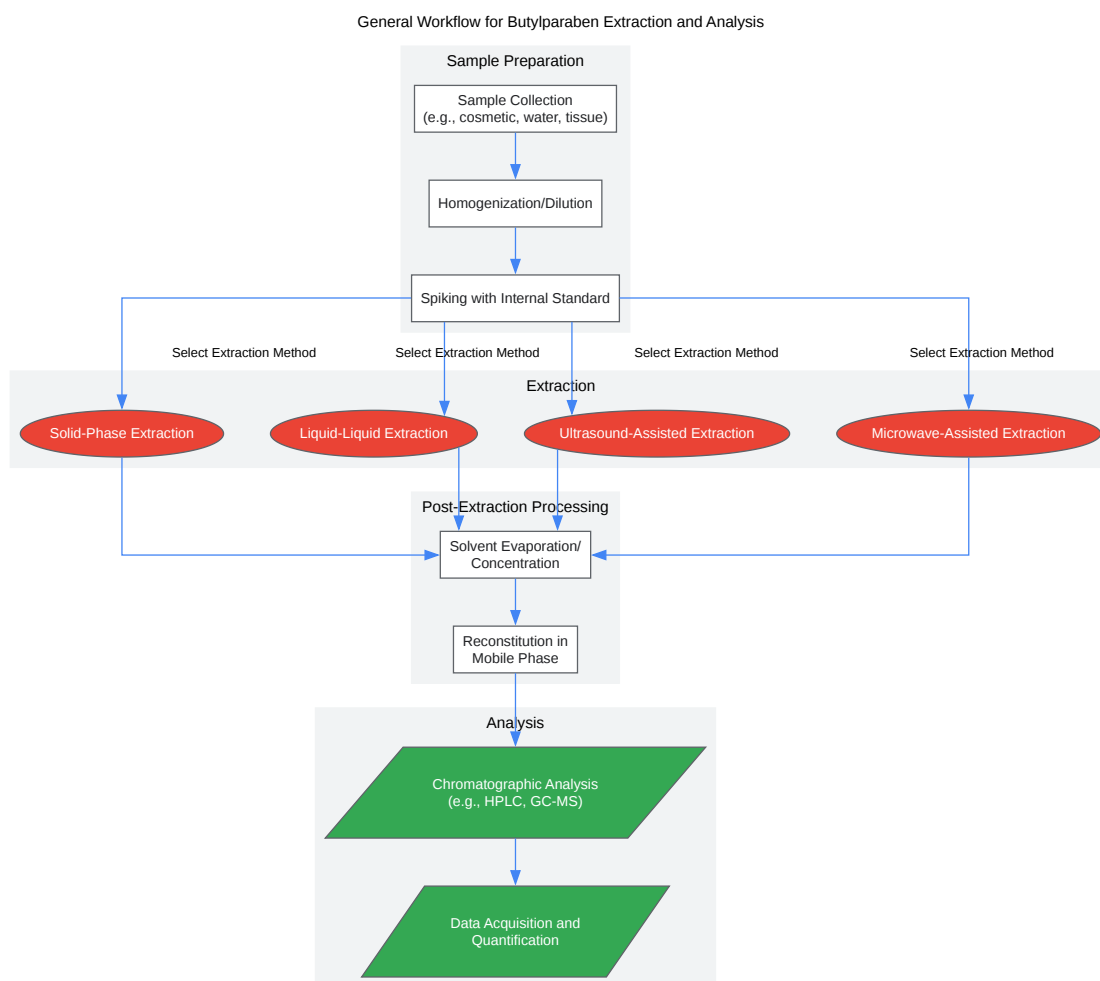 General Workflow for Butylparaben Extraction and Analysis
Sample Preparation
Sample Collection
(e.g., cosmetic, water, tissue)
Homogenization/Dilution
Spiking with Internal Standard
Select Extraction Method
Select Extraction Method
Select Extraction Method
Select Extraction Method
Extraction
Solid-Phase Extraction
Liquid-Liquid Extraction
Ultrasound-Assisted Extraction
Microwave-Assisted Extraction
Post-Extraction Processing
Solvent Evaporation/
Concentration
Reconstitution in
Mobile Phase
Analysis
Chromatographic Analysis
(e.g., HPLC, GC-MS)
Data Acquisition and
Quantification